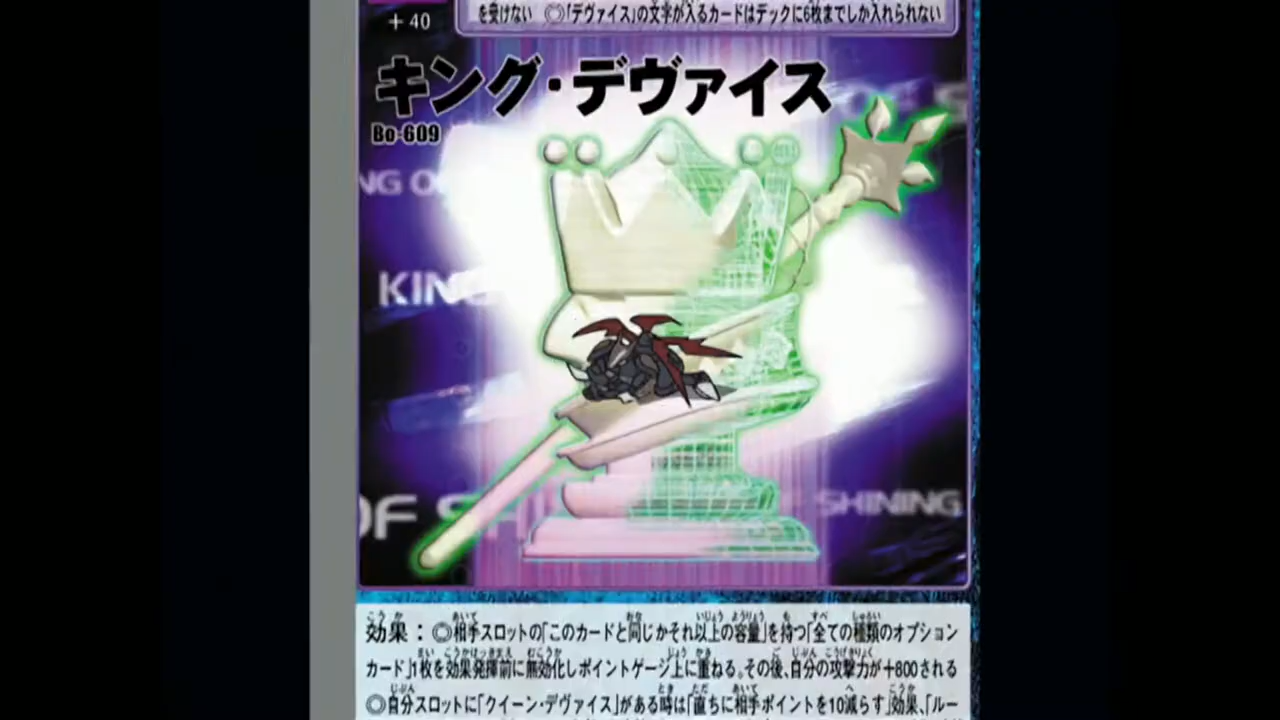 +40
を受けない ◎「デヴァイス」の文字が入るカードはデックに6枚までしか入れられない
キング・デヴァイス
Bo-609
NG O
KING
OF SHI
OF SHINING
効果：◎相手スロットの「このカードと同じかそれ以上の容量」を持つ「全ての種類のオプション
カード」1枚を効果発揮前に無効化しポイントゲージ上に重ねる。その後、自分の攻撃力が+800される
◎自分スロットに「クイーン・デヴァイス」がある時は「直ちに相手ポイントを10減らす」効果、「ルー